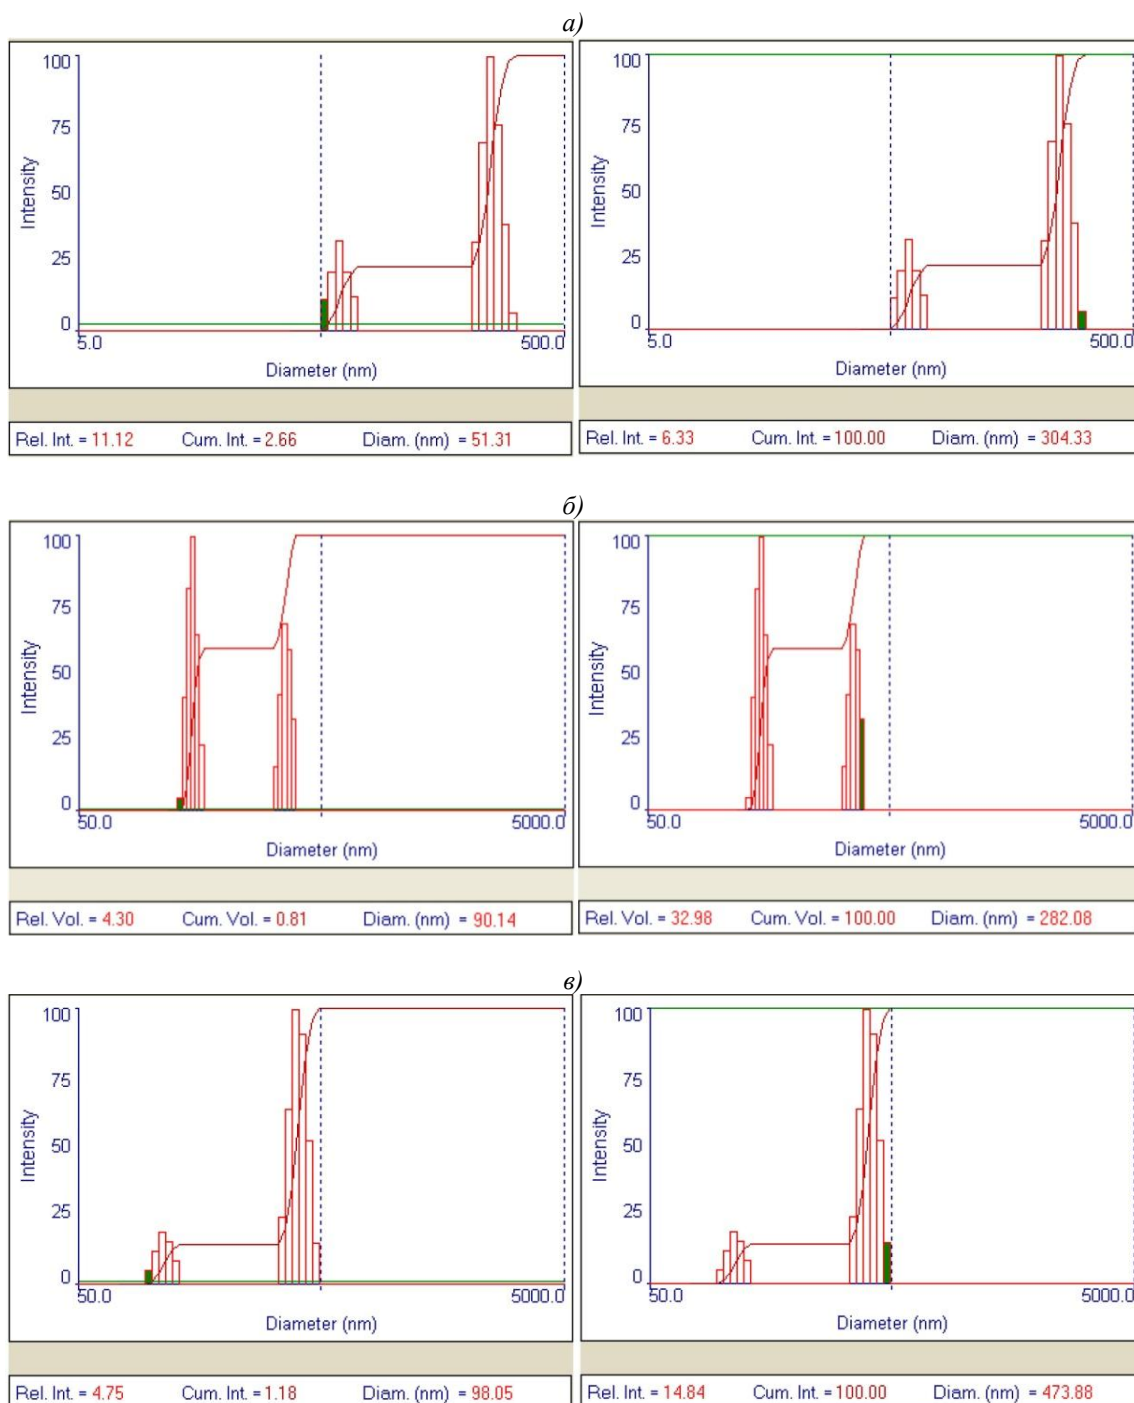 а)
100 100
75 75
50 50
25 25
0 0
Intensity Intensity
5.0 500.0 5.0 500.0
Diameter (nm) Diameter (nm)
Rel. Int. = 11.12 Cum. Int. = 2.66 Diam. (nm) = 51.31 Rel. Int. = 6.33 Cum. Int. = 100.00 Diam. (nm) = 304.33
б)
100 100
75 75
50 50
25 25
0 0
Intensity Intensity
50.0 5000.0 50.0 5000.0
Diameter (nm) Diameter (nm)
Rel. Vol. = 4.30 Cum. Vol. = 0.81 Diam. (nm) = 90.14 Rel. Vol. = 32.98 Cum. Vol. = 100.00 Diam. (nm) = 282.08
в)
100 100
75 75
50 50
25 25
0 0
Intensity Intensity
50.0 5000.0 50.0 5000.0
Diameter (nm) Diameter (nm)
Rel. Int. = 4.75 Cum. Int. = 1.18 Diam. (nm) = 98.05 Rel. Int. = 14.84 Cum. Int. = 100.00 Diam. (nm) = 473.88